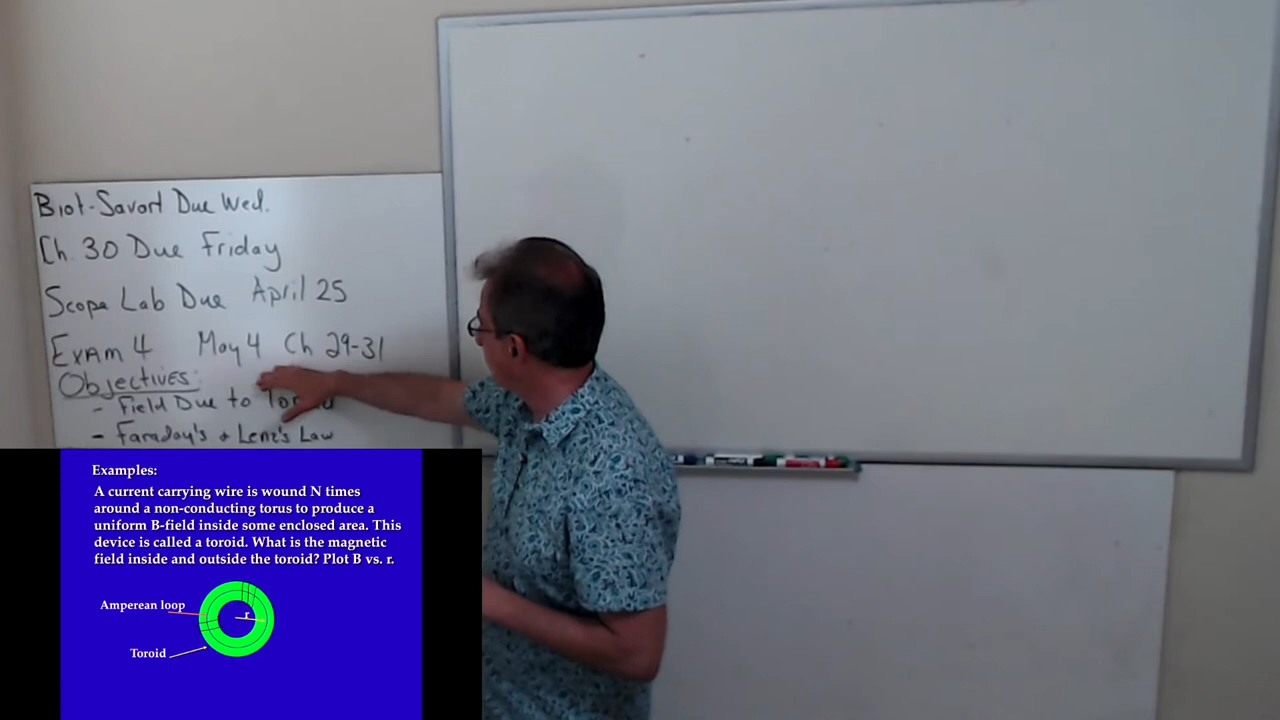 Biot-Savart Due Wed.
Ch. 30 Due Friday
Scope Lab Due April 25
Exam 4 May 4 Ch 29-31
Objectives:
- Field Due to
- Faraday's & Lenz's Law
Examples:
A current carrying wire is wound N times
around a non-conducting torus to produce a
uniform B-field inside some enclosed area. This
device is called a toroid. What is the magnetic
field inside and outside the toroid? Plot B vs. r.
Amperean loop
r
Toroid